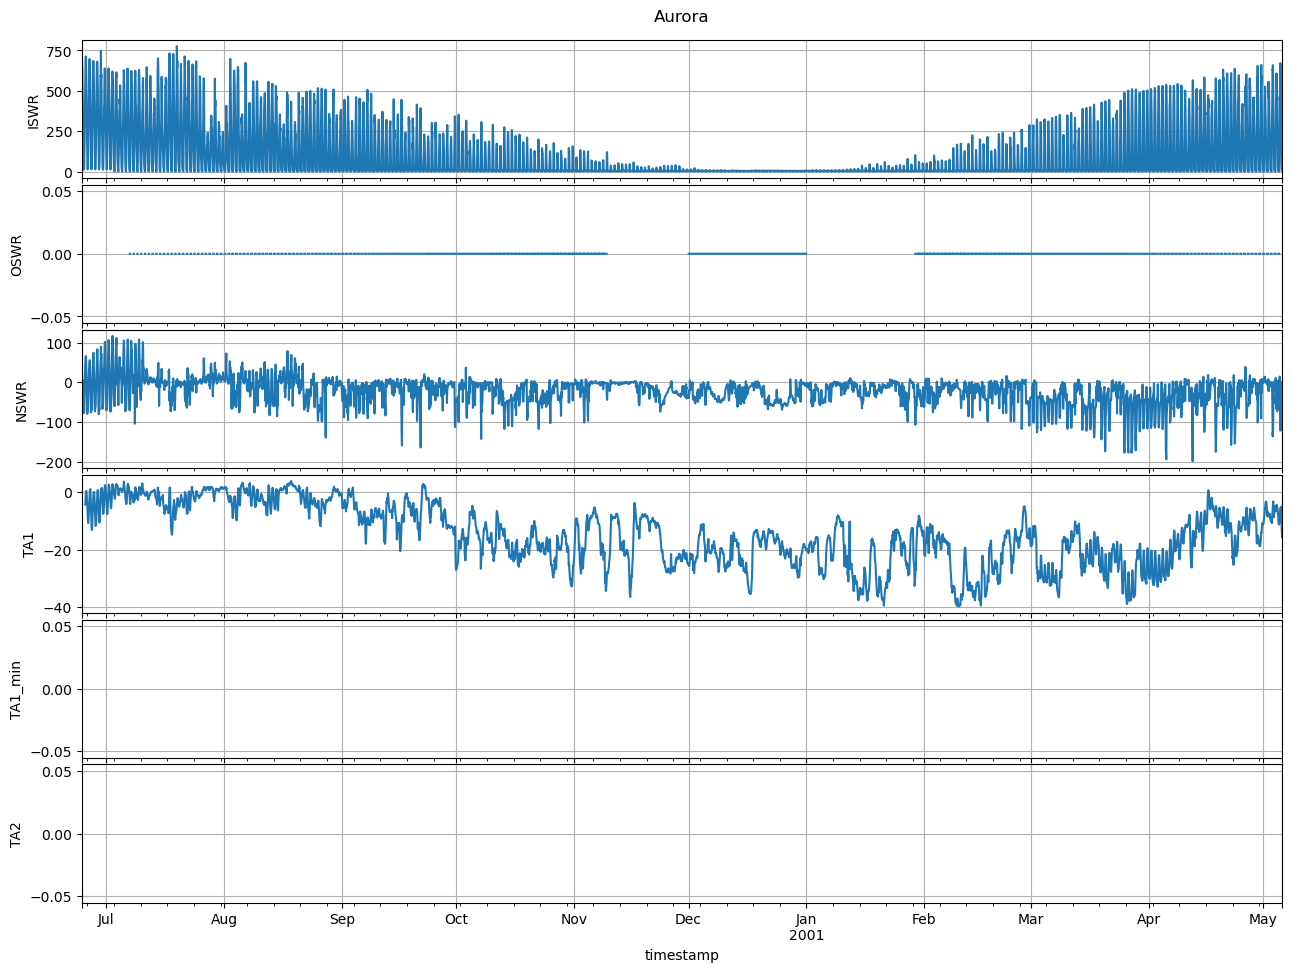 Aurora
750
500
250
0
ISWR
0.05
0.00
−0.05
OSWR
100
0
−100
−200
NSWR
0
−20
−40
TA1
0.05
0.00
−0.05
TA1_min
0.05
0.00
−0.05
TA2
Jul Aug Sep Oct Nov Dec Jan Feb Mar Apr May
2001
timestamp